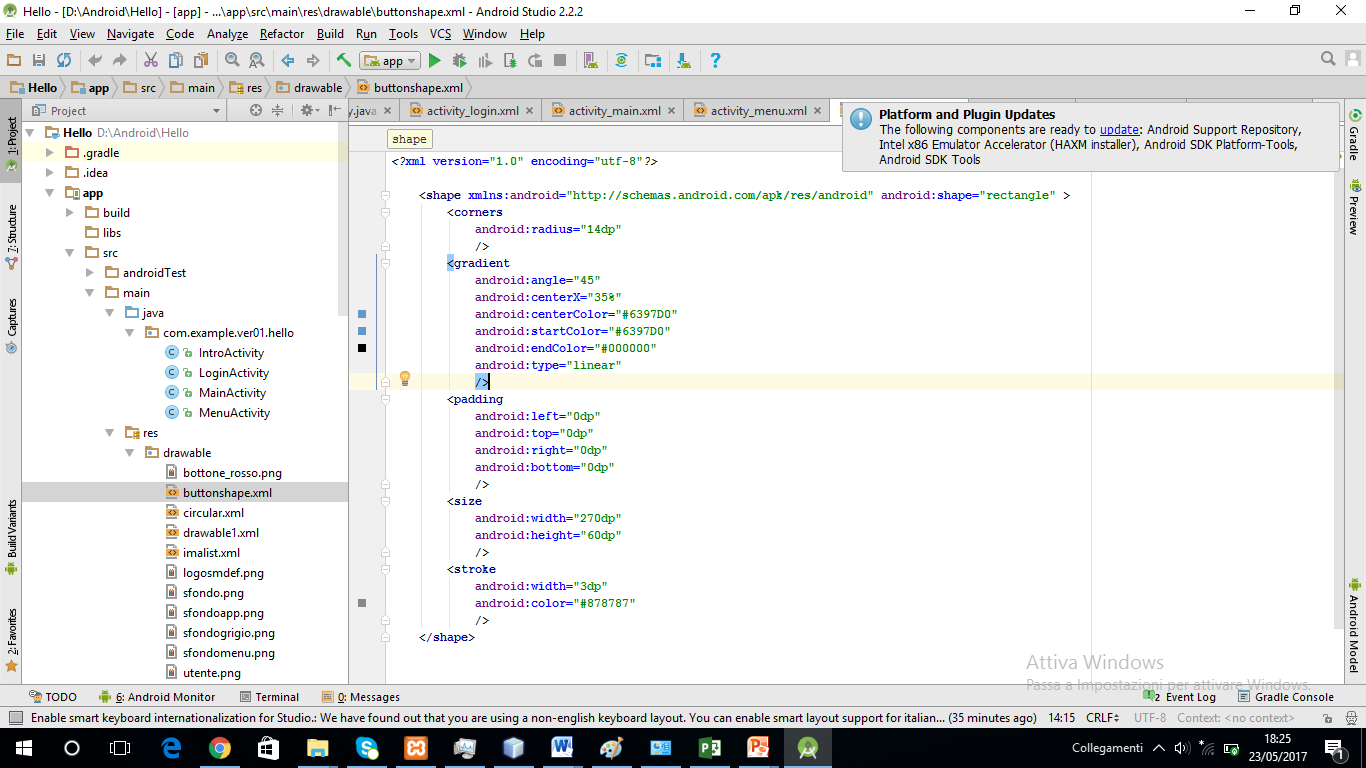 Hello - [D:\Android\Hello] - [app] - ...\app\src\main\res\drawable\buttonshape.xml - Android Studio 2.2.2
File Edit View Navigate Code Analyze Refactor Build Run Tools VCS Window Help
app
Hello app src main res drawable buttonshape.xml
Project
y.java activity_login.xml activity_main.xml activity_menu.xml
Platform and Plugin Updates
The following components are ready to update: Android Support Repository,
Intel x86 Emulator Accelerator (HAXM installer), Android SDK Platform-Tools,
Android SDK Tools
1: Project
7: Structure
Captures
Build Variants
2: Favorites
Hello D:\Android\Hello
.gradle
.idea
app
build
libs
src
androidTest
main
java
com.example.ver01.hello
IntroActivity
LoginActivity
MainActivity
MenuActivity
res
drawable
bottone_rosso.png
buttonshape.xml
circular.xml
drawable1.xml
imalist.xml
logosmdef.png
sfondo.png
sfondoapp.png
sfondogrigio.png
sfondomenu.png
utente.png
shape
<?xml version="1.0" encoding="utf-8"?>
<shape xmlns:android="http://schemas.android.com/apk/res/android" android:shape="rectangle" >
<corners
android:radius="14dp"
/>
<gradient
android:angle="45"
android:centerX="35%"
android:centerColor="#6397D0"
android:startColor="#6397D0"
android:endColor="#000000"
android:type="linear"
/>
<padding
android:left="0dp"
android:top="0dp"
android:right="0dp"
android:bottom="0dp"
/>
<size
android:width="270dp"
android:height="60dp"
/>
<stroke
android:width="3dp"
android:color="#878787"
/>
</shape>
Gradle
Preview
Android Model
Attiva Windows
Passa a Impostazioni per attivare Windows.
TODO 6: Android Monitor Terminal 0: Messages 2 Event Log Gradle Console
Enable smart keyboard internationalization for Studio.: We have found out that you are using a non-english keyboard layout. You can enable smart layout support for italian... (35 minutes ago) 14:15 CRLF UTF-8 Context: <no context>
Collegamenti 18:25
23/05/2017
1